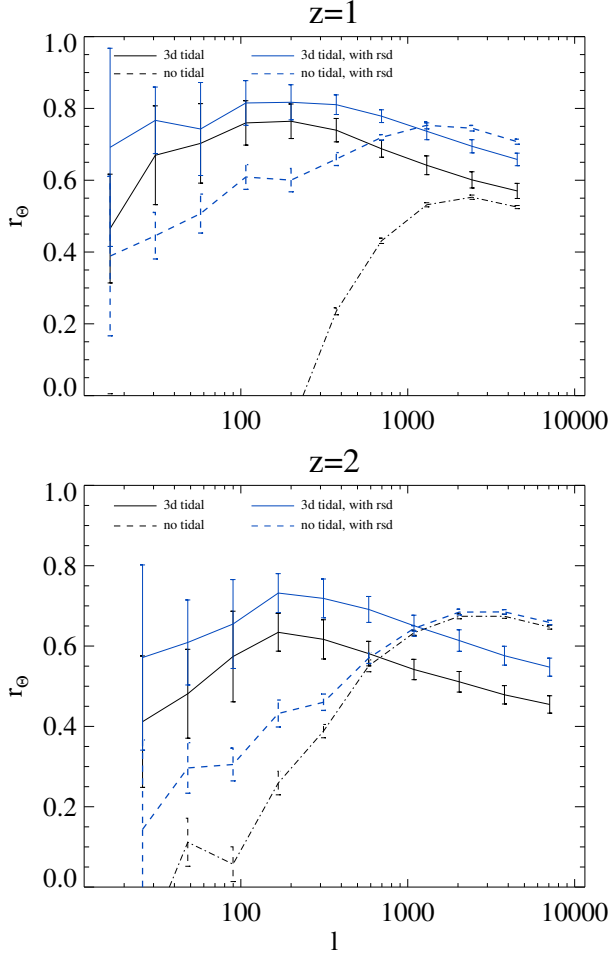 z=1
1.0
3d tidal
3d tidal, with rsd
no tidal
no tidal, with rsd
0.8
0.6
rΘ
0.4
0.2
0.0
100
1000
10000
z=2
1.0
3d tidal
3d tidal, with rsd
no tidal
no tidal, with rsd
0.8
0.6
rΘ
0.4
0.2
0.0
100
1000
10000
l